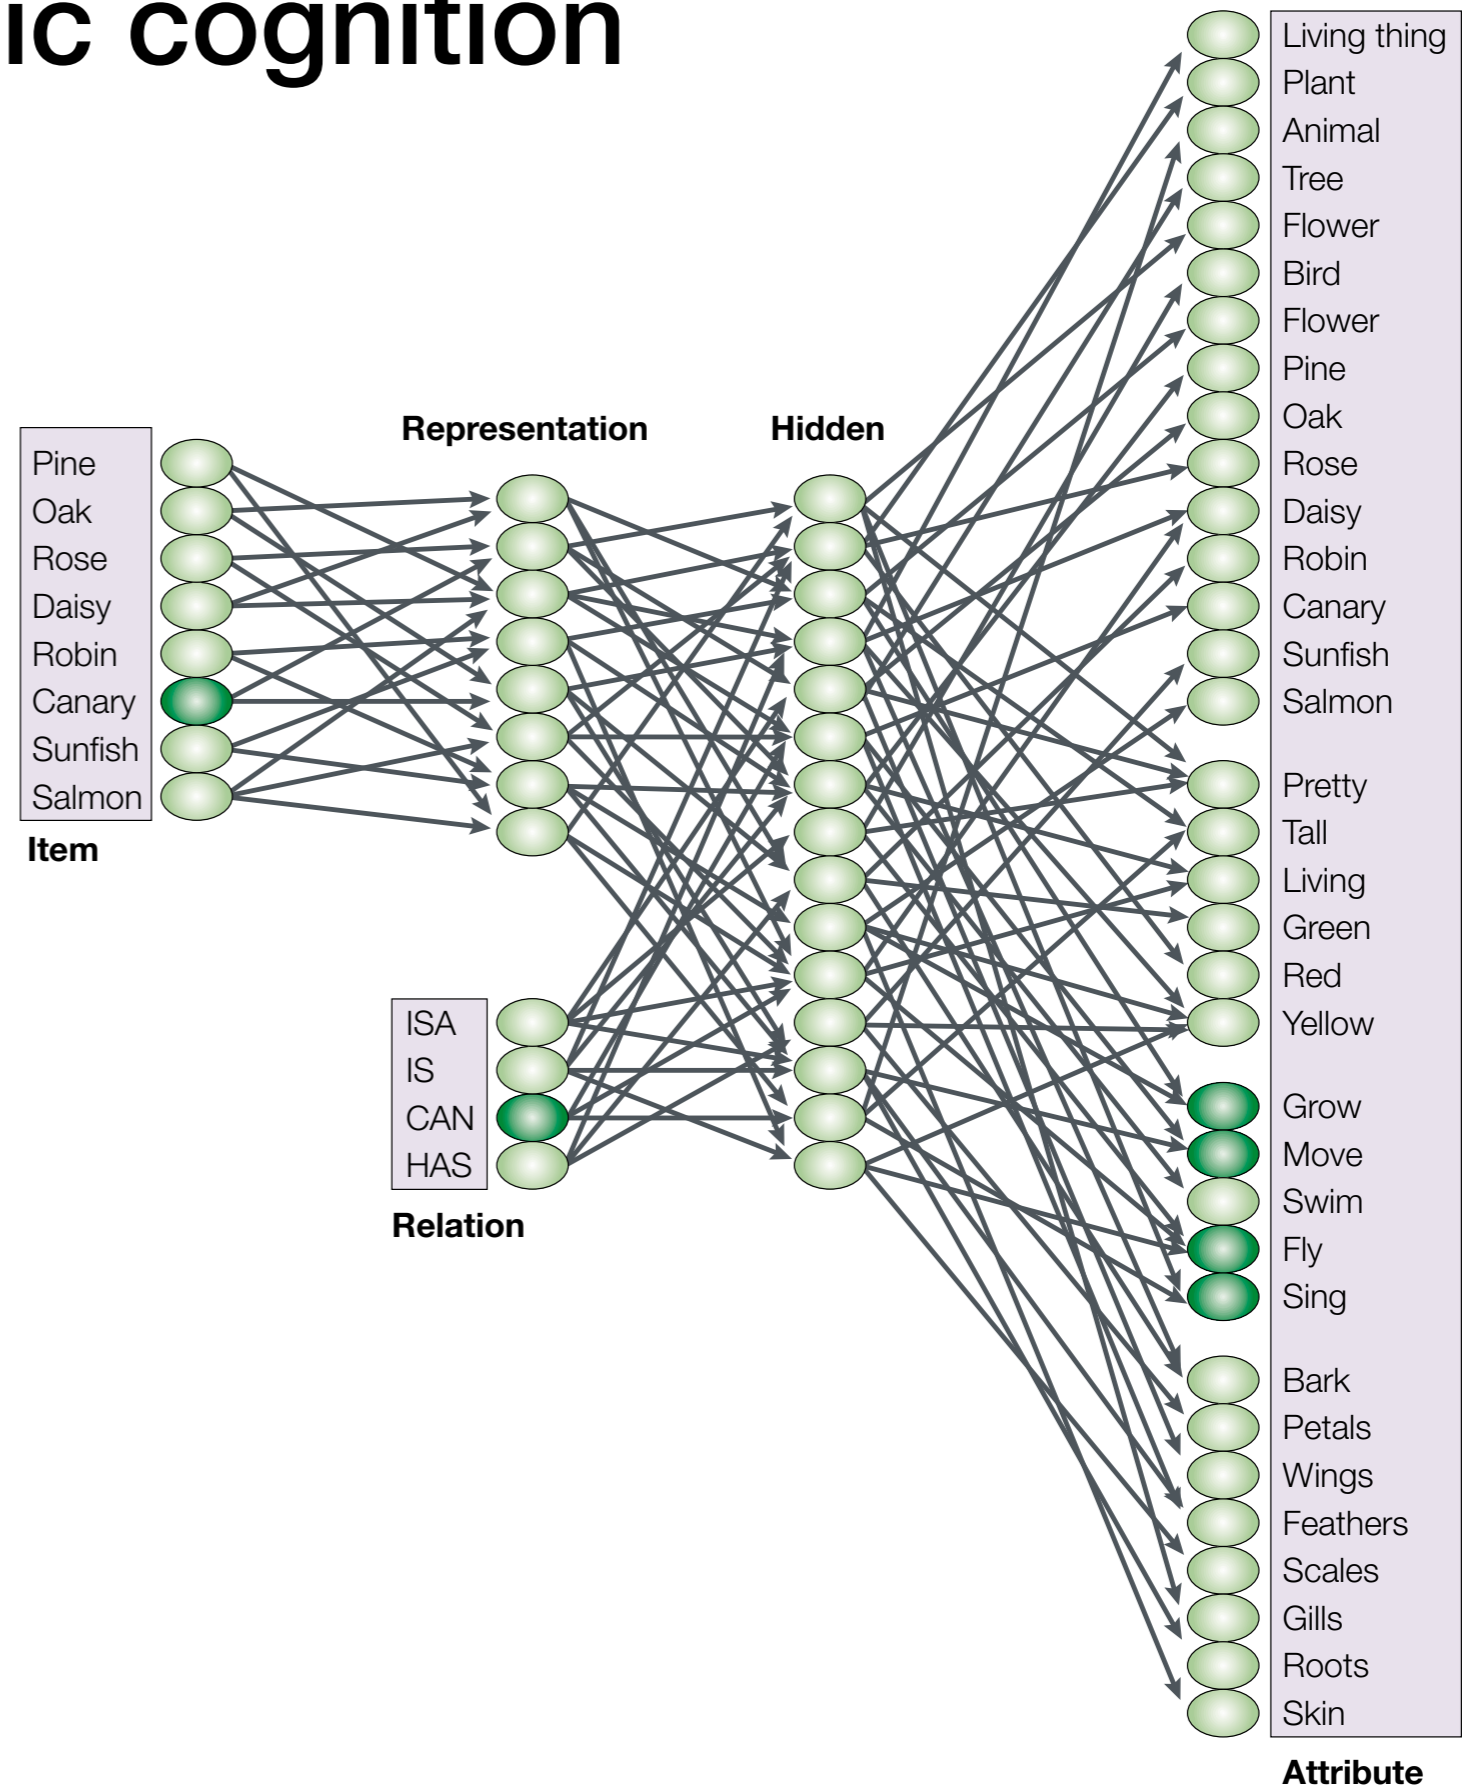 ic cognition
Representation
Hidden
Pine
Oak
Rose
Daisy
Robin
Canary
Sunfish
Salmon
Item
ISA
IS
CAN
HAS
Relation
Living thing
Plant
Animal
Tree
Flower
Bird
Flower
Pine
Oak
Rose
Daisy
Robin
Canary
Sunfish
Salmon
Pretty
Tall
Living
Green
Red
Yellow
Grow
Move
Swim
Fly
Sing
Bark
Petals
Wings
Feathers
Scales
Gills
Roots
Skin
Attribute